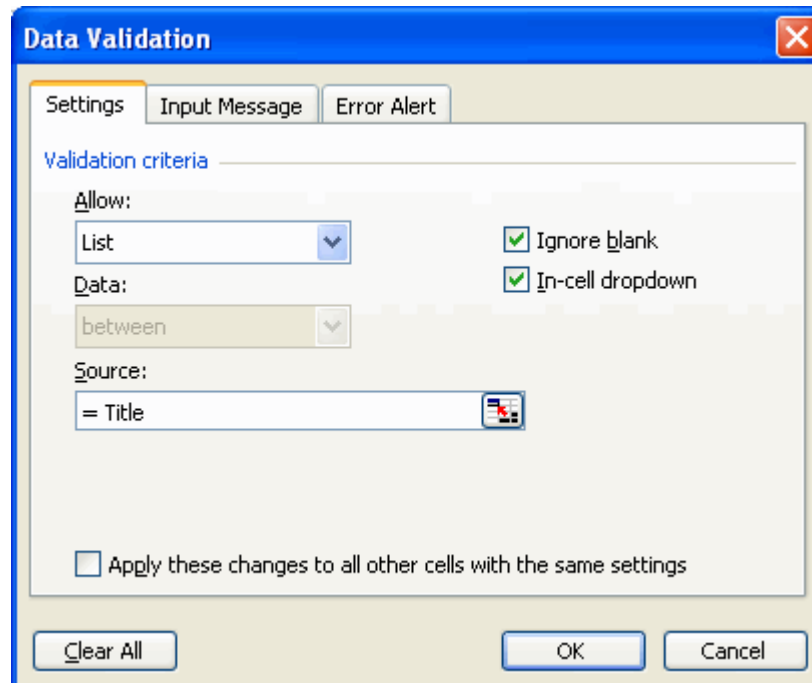 Data Validation
Settings
Input Message
Error Alert
Validation criteria
Allow:
List
Ignore blank
Data:
In-cell dropdown
between
Source:
= Title
Apply these changes to all other cells with the same settings
Clear All
OK
Cancel